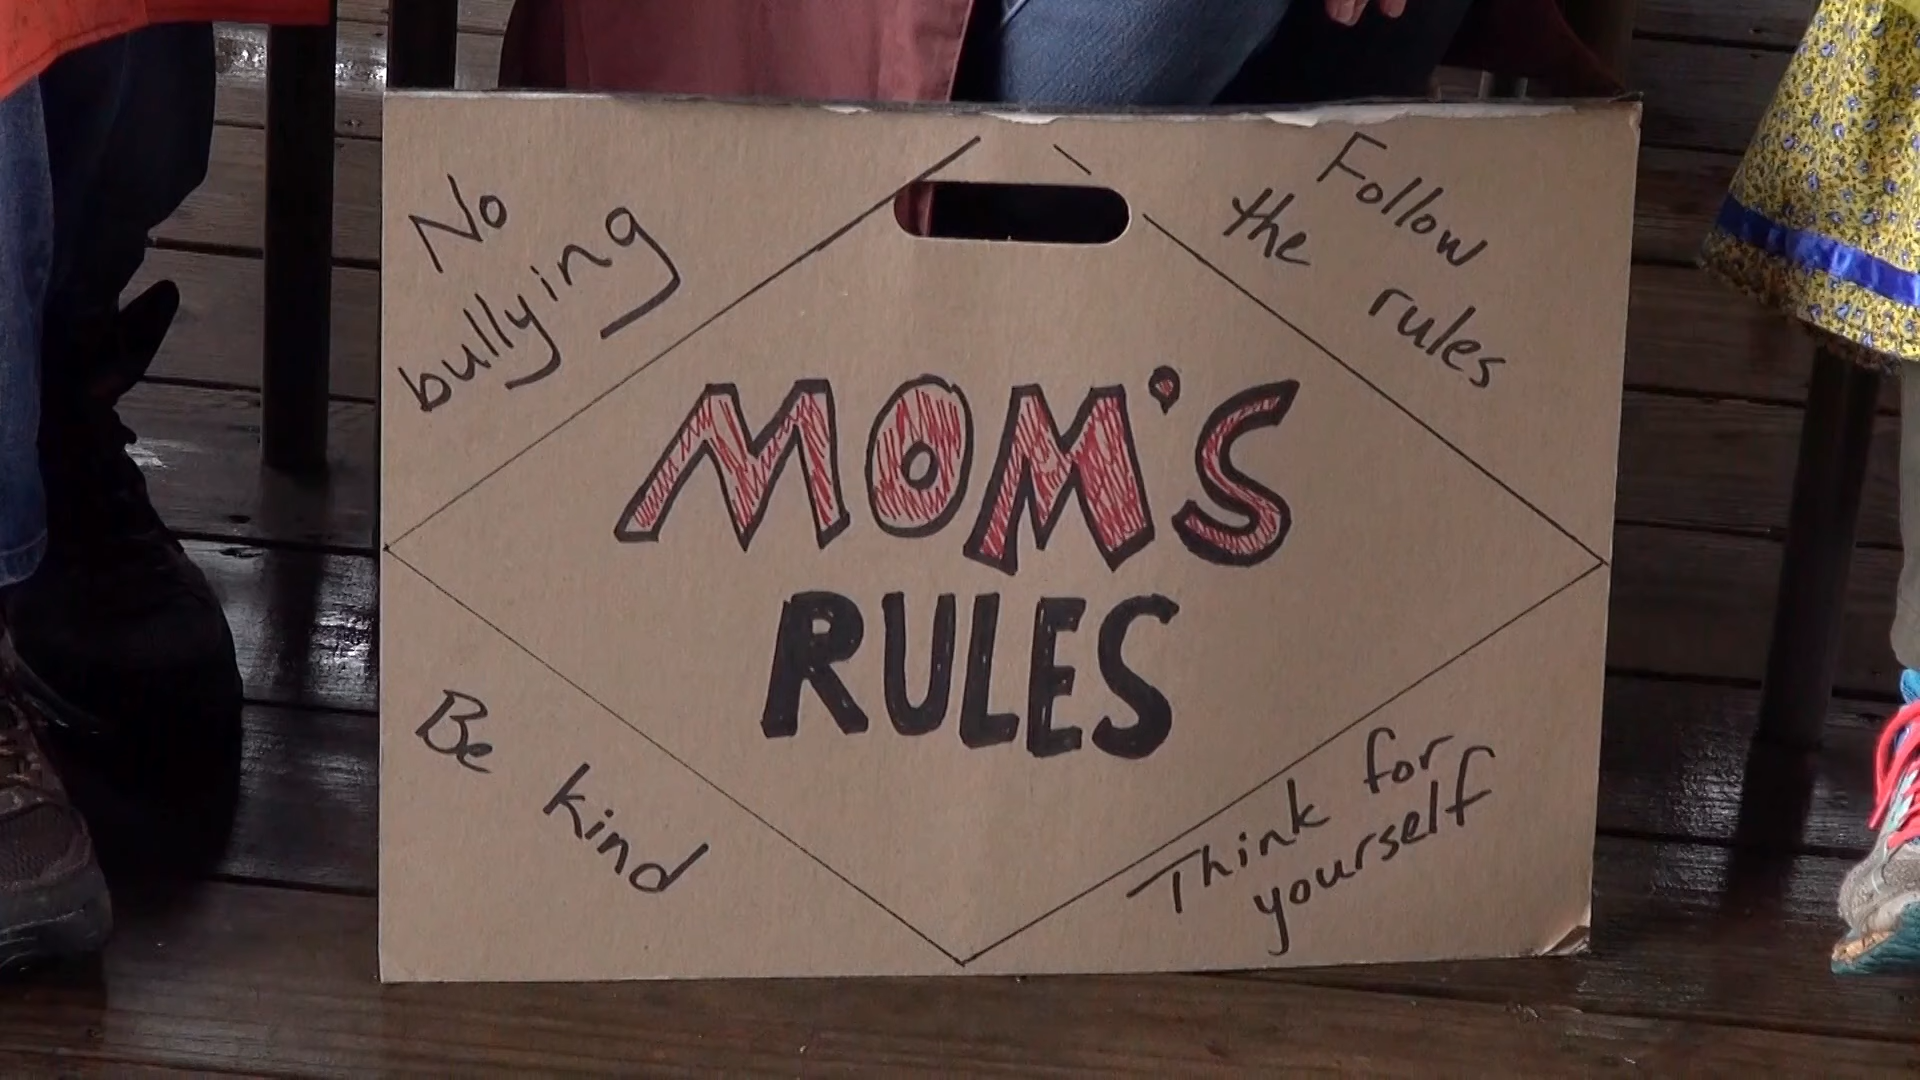 No
bullying
Follow
the rules
MOM'S
RULES
Be kind
Think for
yourself